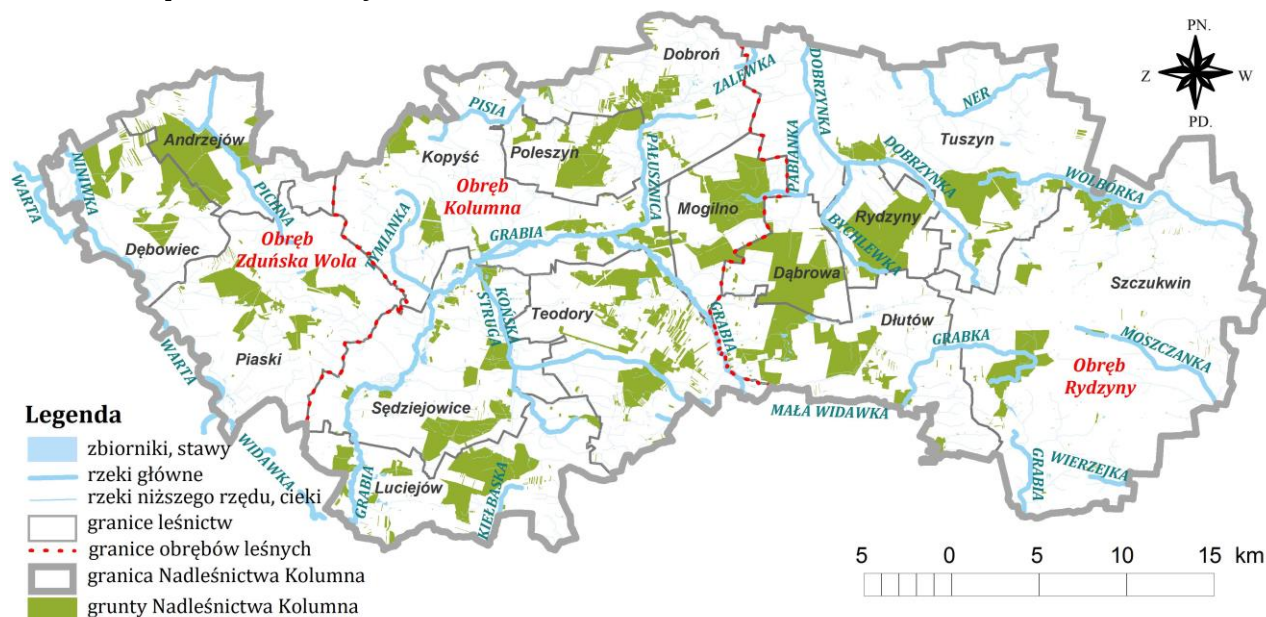 PN.
Z W
PD.
Dobroń
ZALEWKA
DOBRZYNKA
NER
PISIA
Tuszyn
Andrzejów
NINIWKA
WARTA
PICHNA
Kopyść
Poleszyn
PAŁUSZNICA
PABIANKA
DOBRZYNKA
WOLBÓRKA
Obręb
Kolumna
Mogilno
Rydzyny
BYCHLEWKA
Dębowiec
Obręb
Zduńska Wola
TYMIANKA
GRABIA
Dąbrowa
Szczukwin
KOŃSKA
STRUGA
Teodory
GRABIA
Dłutów
GRABKA
MOSZCZANKA
Piaski
WARTA
Obręb
Rydzyny
Sędziejowice
MAŁA WIDAWKA
WIDAWKA
Luciejów
GRABIA
KIEŁBASKA
GRABIA
WIERZEJKA
Legenda
zbiorniki, stawy
rzeki główne
rzeki niższego rzędu, cieki
granice leśnictw
granice obrębów leśnych
granica Nadleśnictwa Kolumna
grunty Nadleśnictwa Kolumna
5 0 5 10 15 km